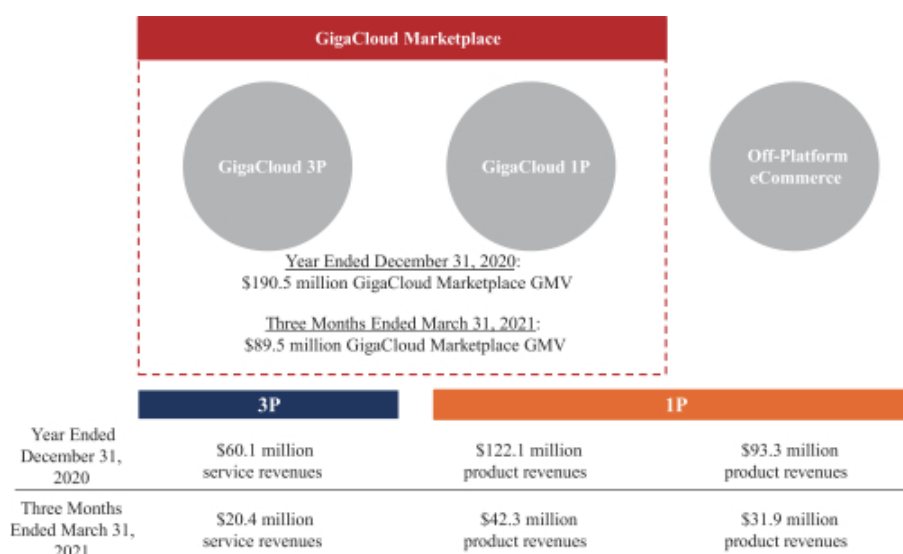 GigaCloud Marketplace
GigaCloud 3P
GigaCloud 1P
Off-Platform
eCommerce
Year Ended December 31, 2020:
$190.5 million GigaCloud Marketplace GMV
Three Months Ended March 31, 2021:
$89.5 million GigaCloud Marketplace GMV
3P
1P
Year Ended
December 31,
2020
$60.1 million
service revenues
$122.1 million
product revenues
$93.3 million
product revenues
Three Months
Ended March 31,
2021
$20.4 million
service revenues
$42.3 million
product revenues
$31.9 million
product revenues